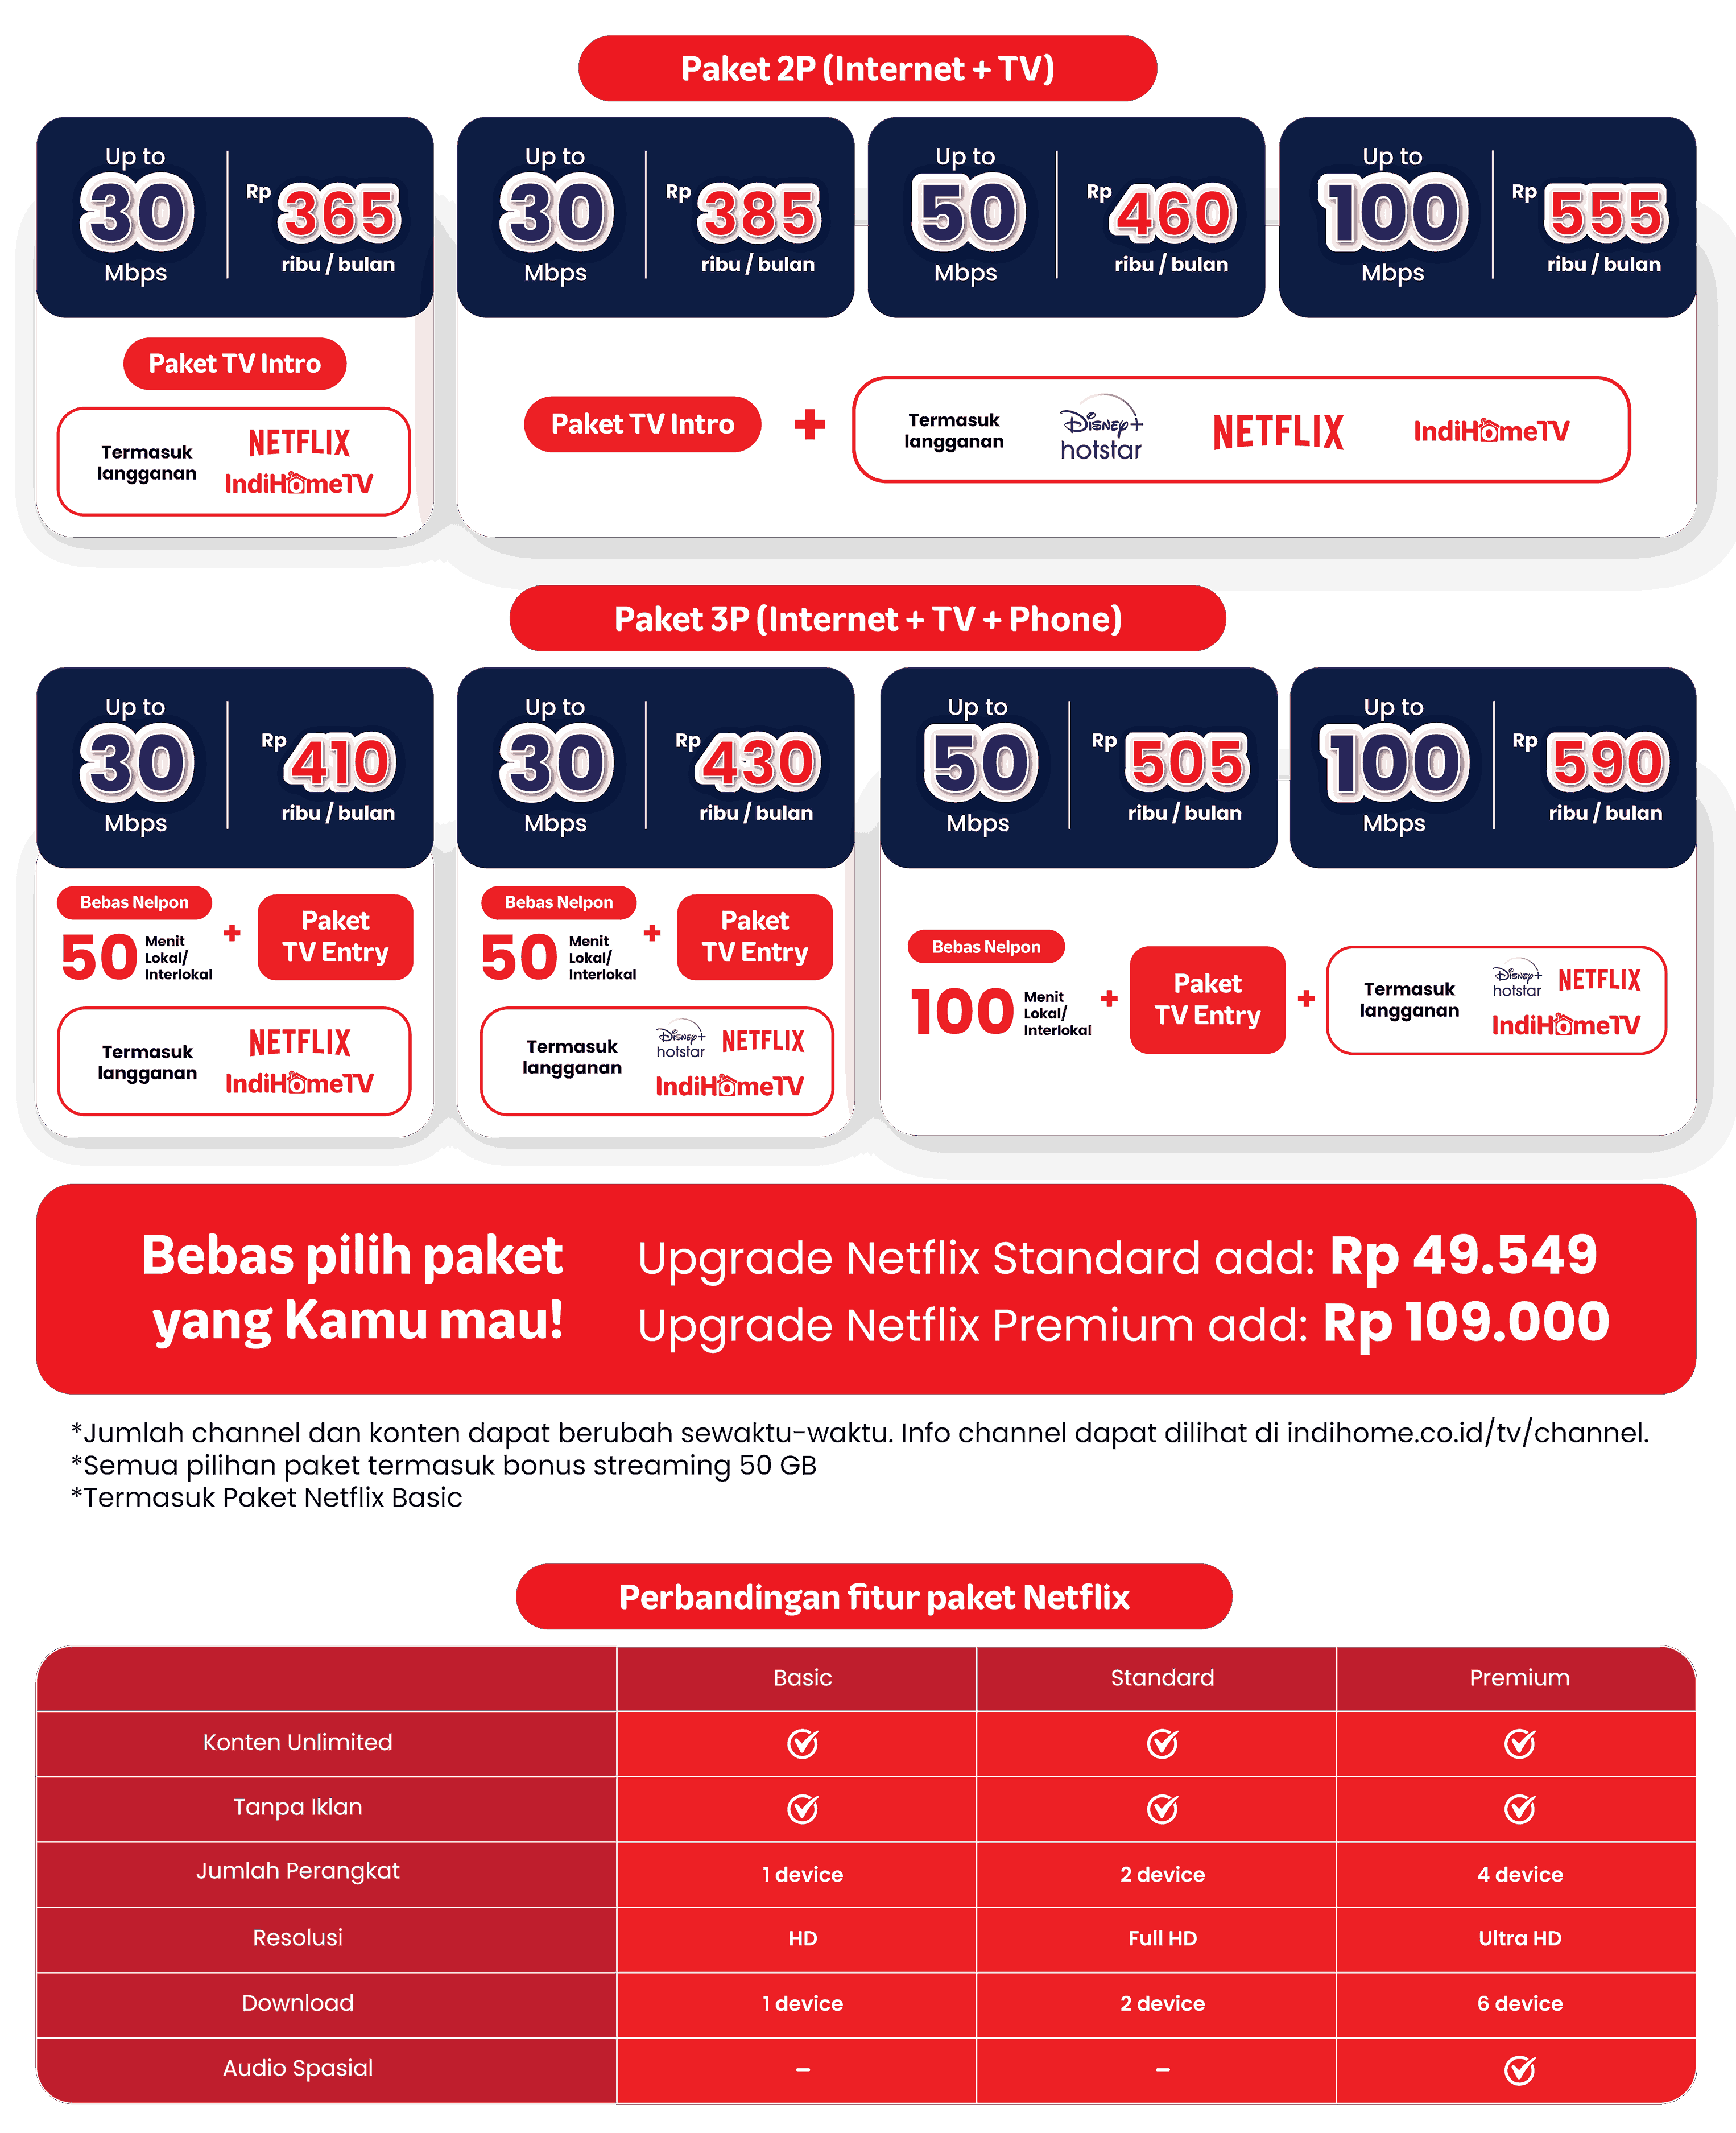 Paket 2P (Internet + TV)
Up to
30
Mbps
Rp 365
ribu / bulan
Up to
30
Mbps
Rp 385
ribu / bulan
Up to
50
Mbps
Rp 460
ribu / bulan
Up to
100
Mbps
Rp 555
ribu / bulan
Paket TV Intro
Termasuk
langganan
NETFLIX
IndiHomeTV
Paket TV Intro
+
Termasuk
langganan
Disney+
hotstar
NETFLIX
IndiHomeTV
Paket 3P (Internet + TV + Phone)
Up to
30
Mbps
Rp 410
ribu / bulan
Up to
30
Mbps
Rp 430
ribu / bulan
Up to
50
Mbps
Rp 505
ribu / bulan
Up to
100
Mbps
Rp 590
ribu / bulan
Bebas Nelpon
50
Menit
Lokal/
Interlokal
+
Paket
TV Entry
Termasuk
langganan
NETFLIX
IndiHomeTV
Bebas Nelpon
50
Menit
Lokal/
Interlokal
+
Paket
TV Entry
Termasuk
langganan
Disney+
hotstar
NETFLIX
IndiHomeTV
Bebas Nelpon
100
Menit
Lokal/
Interlokal
+
Paket
TV Entry
+
Termasuk
langganan
Disney+
hotstar
NETFLIX
IndiHomeTV
Bebas pilih paket
yang Kamu mau!
Upgrade Netflix Standard add: Rp 49.549
Upgrade Netflix Premium add: Rp 109.000
*Jumlah channel dan konten dapat berubah sewaktu-waktu. Info channel dapat dilihat di indihome.co.id/tv/channel.
*Semua pilihan paket termasuk bonus streaming 50 GB
*Termasuk Paket Netflix Basic
Perbandingan fitur paket Netflix
Basic Standard Premium
Konten Unlimited
Tanpa Iklan
Jumlah Perangkat 1 device 2 device 4 device
Resolusi HD Full HD Ultra HD
Download 1 device 2 device 6 device
Audio Spasial – –